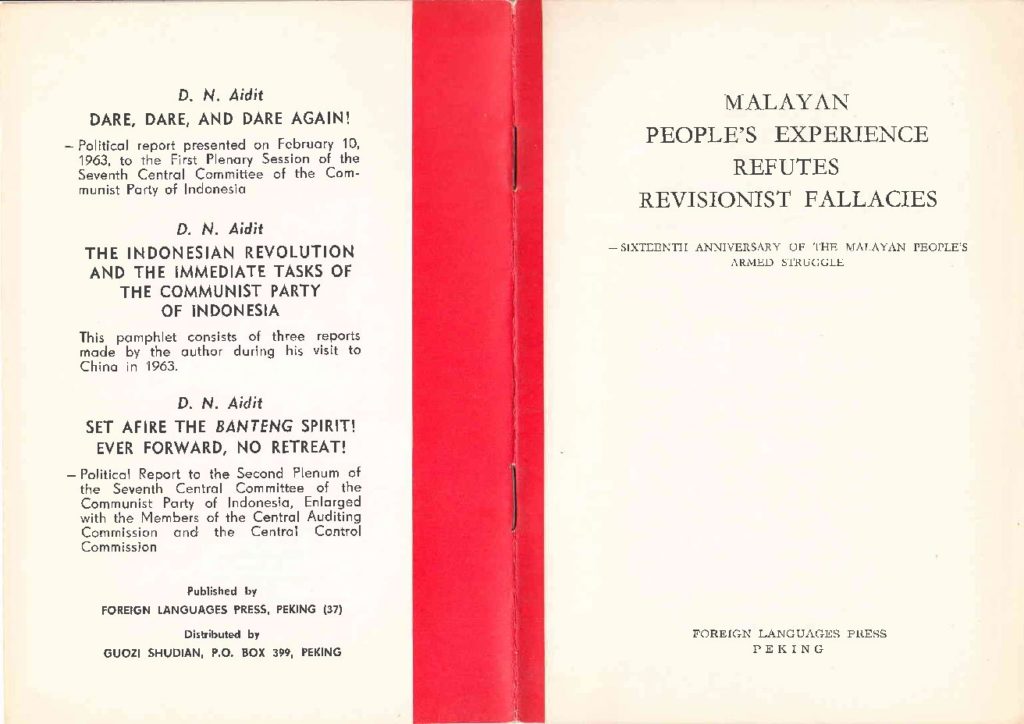 D. N. Aidit
DARE, DARE, AND DARE AGAIN!
— Political report presented on February 10,
1963, to the First Plenary Session of the
Seventh Central Committee of the Com-
munist Party of Indonesia
D. N. Aidit
THE INDONESIAN REVOLUTION
AND THE IMMEDIATE TASKS OF
THE COMMUNIST PARTY
OF INDONESIA
This pamphlet consists of three reports
made by the author during his visit to
China in 1963.
D. N. Aidit
SET AFIRE THE BANTENG SPIRIT!
EVER FORWARD, NO RETREAT!
— Political Report to the Second Plenum of
the Seventh Central Committee of the
Communist Party of Indonesia, Enlarged
with the Members of the Central Auditing
Commission and the Central Control
Commission
Published by
FOREIGN LANGUAGES PRESS, PEKING (37)
Distributed by
GUOZI SHUDIAN, P.O. BOX 399, PEKING
MALAYAN
PEOPLE'S EXPERIENCE
REFUTES
REVISIONIST FALLACIES
— SIXTEENTH ANNIVERSARY OF THE MALAYAN PEOPLE'S
ARMED STRUGGLE
FOREIGN LANGUAGES PRESS
PEKING